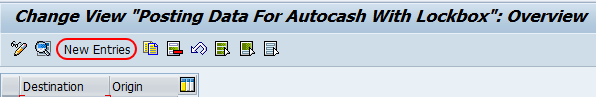 Change View "Posting Data For Autocash With Lockbox": Overview
New Entries
Destination Origin